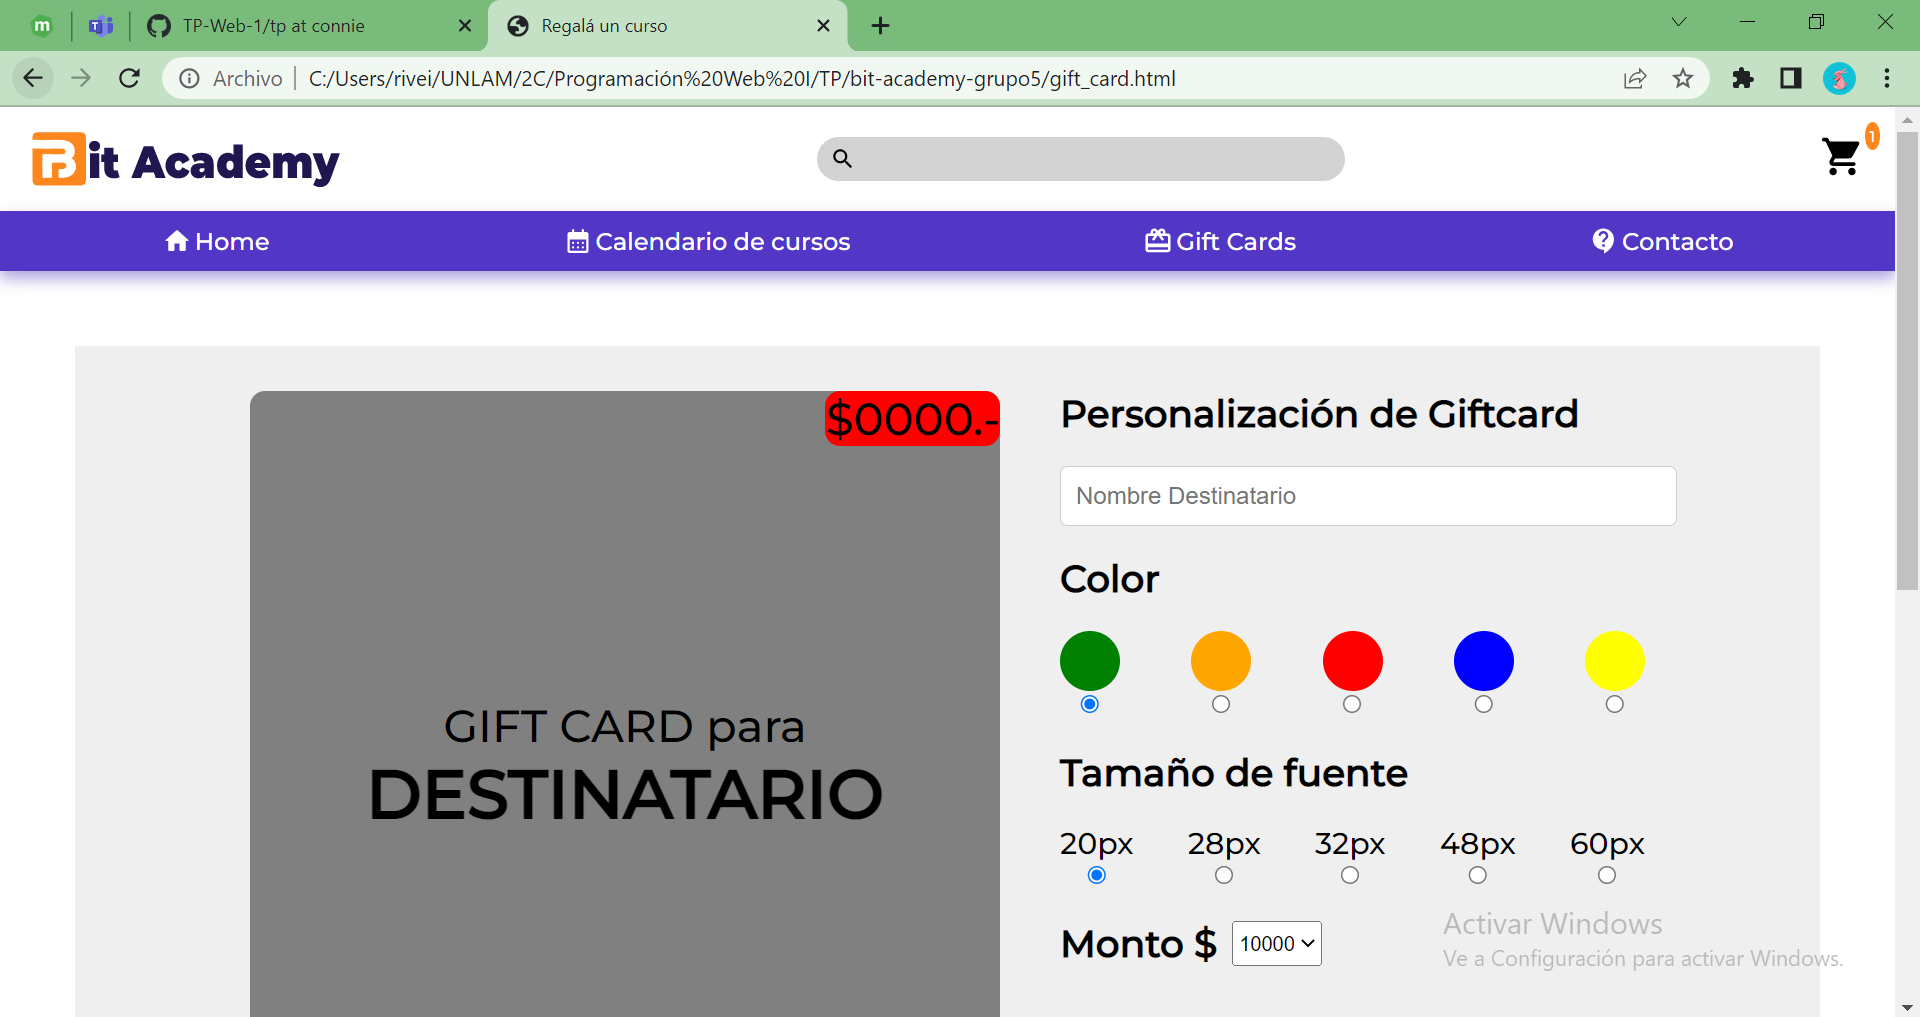 m
TP-Web-1/tp at connie
Regalá un curso
Archivo
C:/Users/rivei/UNLAM/2C/Programación%20Web%20I/TP/bit-academy-grupo5/gift_card.html
Bit Academy
1
Home
Calendario de cursos
Gift Cards
Contacto
$0000.-
GIFT CARD para
DESTINATARIO
Personalización de Giftcard
Nombre Destinatario
Color
Tamaño de fuente
20px 28px 32px 48px 60px
Monto $ 10000
Activar Windows
Ve a Configuración para activar Windows.